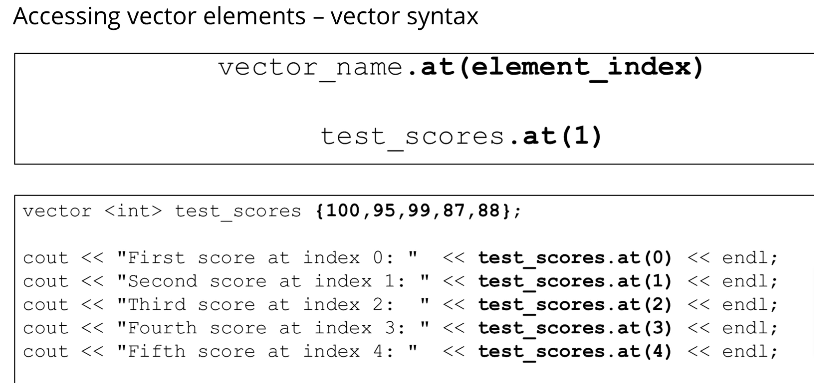 Accessing vector elements – vector syntax
vector_name.at(element_index)
test_scores.at(1)
vector <int> test_scores {100,95,99,87,88};
cout << "First score at index 0: "  << test_scores.at(0) << endl;
cout << "Second score at index 1: " << test_scores.at(1) << endl;
cout << "Third score at index 2:  " << test_scores.at(2) << endl;
cout << "Fourth score at index 3: " << test_scores.at(3) << endl;
cout << "Fifth score at index 4: "  << test_scores.at(4) << endl;